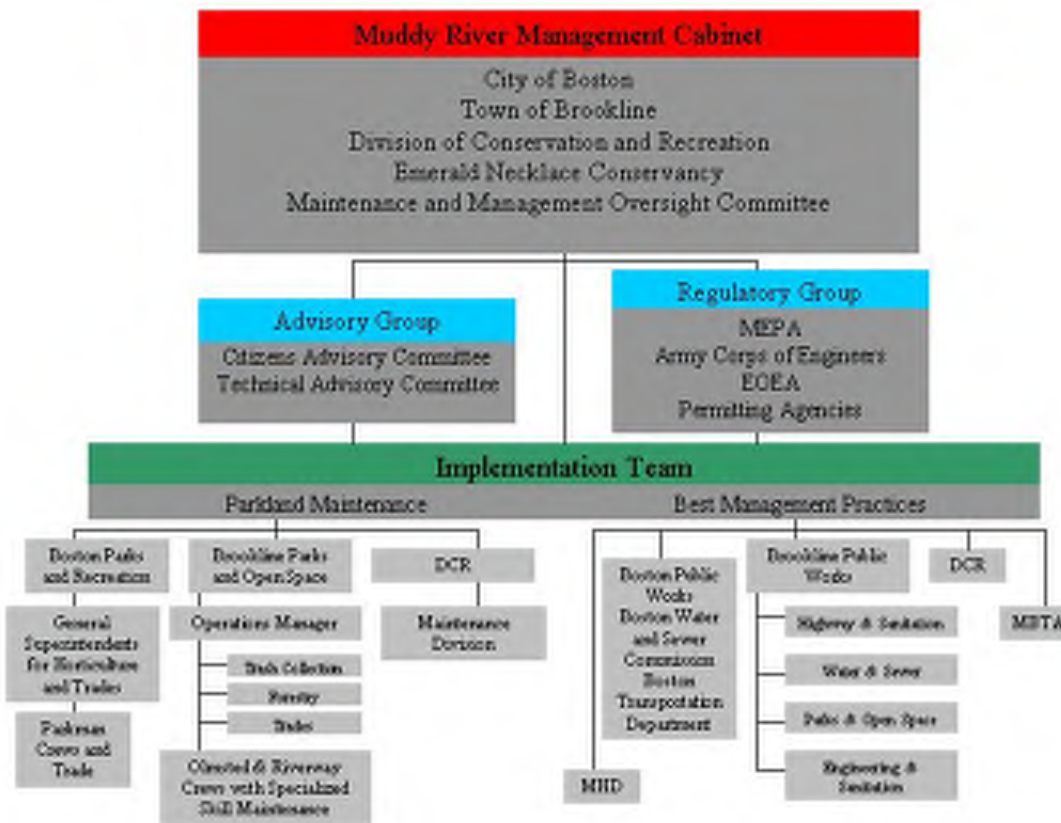 Muddy River Management Cabinet
City of Boston
Town of Brookline
Division of Conservation and Recreation
Emerald Necklace Conservancy
Maintenance and Management Oversight Committee
Advisory Group
Citizens Advisory Committee
Technical Advisory Committee
Regulatory Group
MEPA
Army Corps of Engineers
EOEA
Permitting Agencies
Implementation Team
Parkland Maintenance
Best Management Practices
Boston Parks
and Recreation
General
Superintendents
for Horticulture
and Trades
Crews and
Trade
Brookline Parks
and Open Space
Operations Manager
Collection
Forestry
Trades
Olmsted & Riverway
Crews with Specialized
Skill Maintenance
DCR
Maintenance
Division
MHD
Boston Public
Works
Boston Water
and Sewer
Commission
Boston
Transportation
Department
Brookline Public
Works
Highway & Sanitation
Water & Sewer
Parks & Open Space
Engineering &
Sanitation
DCR
MBTA